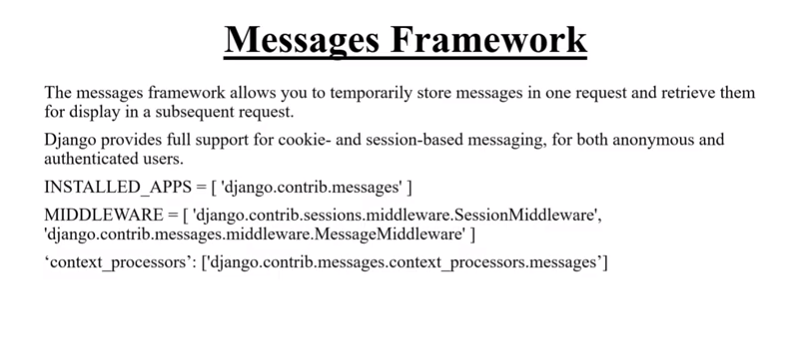 Messages Framework
The messages framework allows you to temporarily store messages in one request and retrieve them
for display in a subsequent request.
Django provides full support for cookie- and session-based messaging, for both anonymous and
authenticated users.
INSTALLED_APPS = [ 'django.contrib.messages' ]
MIDDLEWARE = [ 'django.contrib.sessions.middleware.SessionMiddleware',
'django.contrib.messages.middleware.MessageMiddleware' ]
‘context_processors’: ['django.contrib.messages.context_processors.messages’]